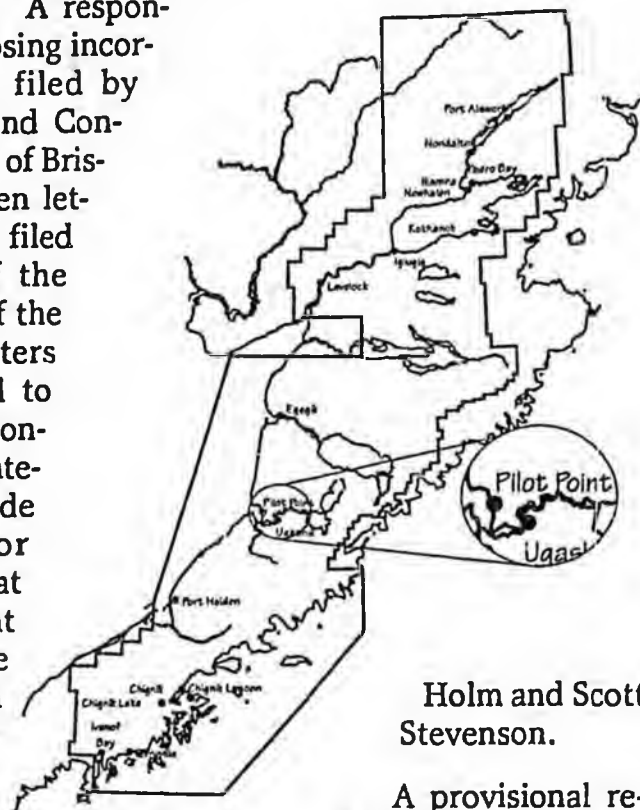 A respon-
osing incor-
filed by
nd Con-
of Bris-
en let-
filed
the
f the
ters
l to
on-
te-
de
or
at
nt
e
Port Alsworth
Nondalton
Pedro Bay
Iliamna
Newhalen
Kokhanok
Igiugig
Levelock
Egegik
Pilot Point
Ugashik
Pilot Point
Ugash
Port Heiden
Chignik
Chignik Lagoon
Chignik Lake
Ivanof
Bay
Holm and Scott
Stevenson.
A provisional re-